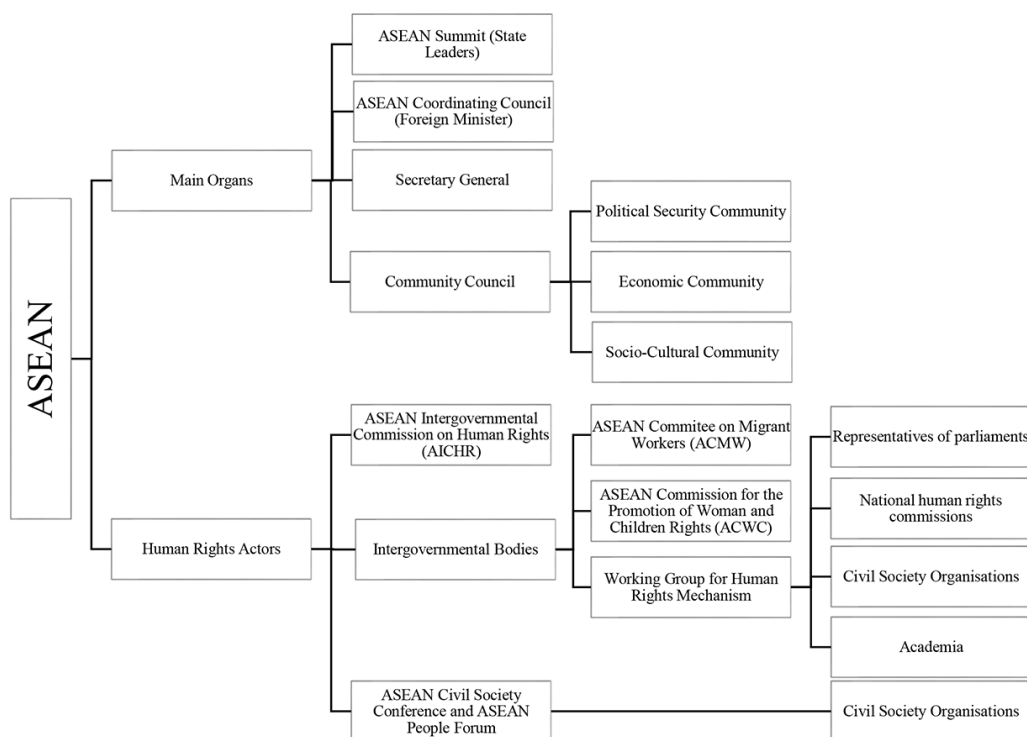 ASEAN
Main Organs
ASEAN Summit (State
Leaders)
ASEAN Coordinating Council
(Foreign Minister)
Secretary General
Community Council
Political Security Community
Economic Community
Socio-Cultural Community
Human Rights Actors
ASEAN Intergovernmental
Commission on Human Rights
(AICHR)
Intergovernmental Bodies
ASEAN Commitee on Migrant
Workers (ACMW)
ASEAN Commission for the
Promotion of Woman and
Children Rights (ACWC)
Working Group for Human
Rights Mechanism
Representatives of parliaments
National human rights
commissions
Civil Society Organisations
Academia
ASEAN Civil Society
Conference and ASEAN
People Forum
Civil Society Organisations